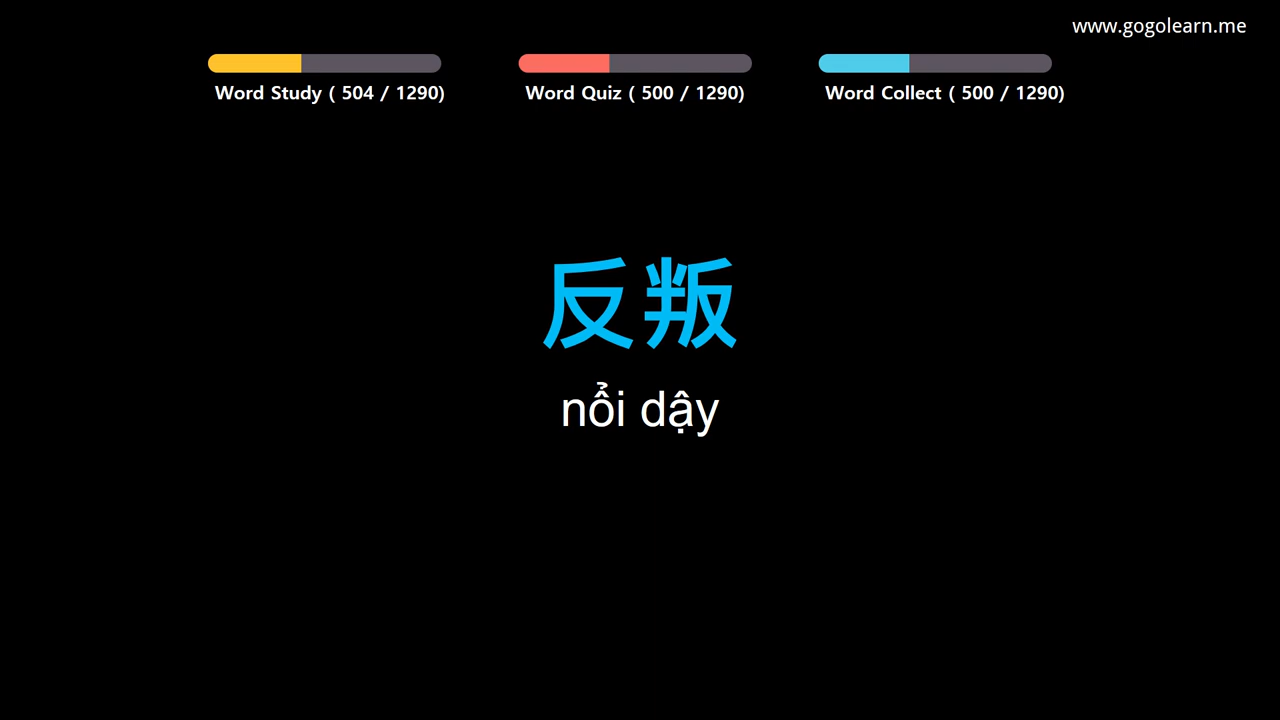 www.gogolearn.me
Word Study ( 504 / 1290)
Word Quiz ( 500 / 1290)
Word Collect ( 500 / 1290)
反叛
nổi dậy